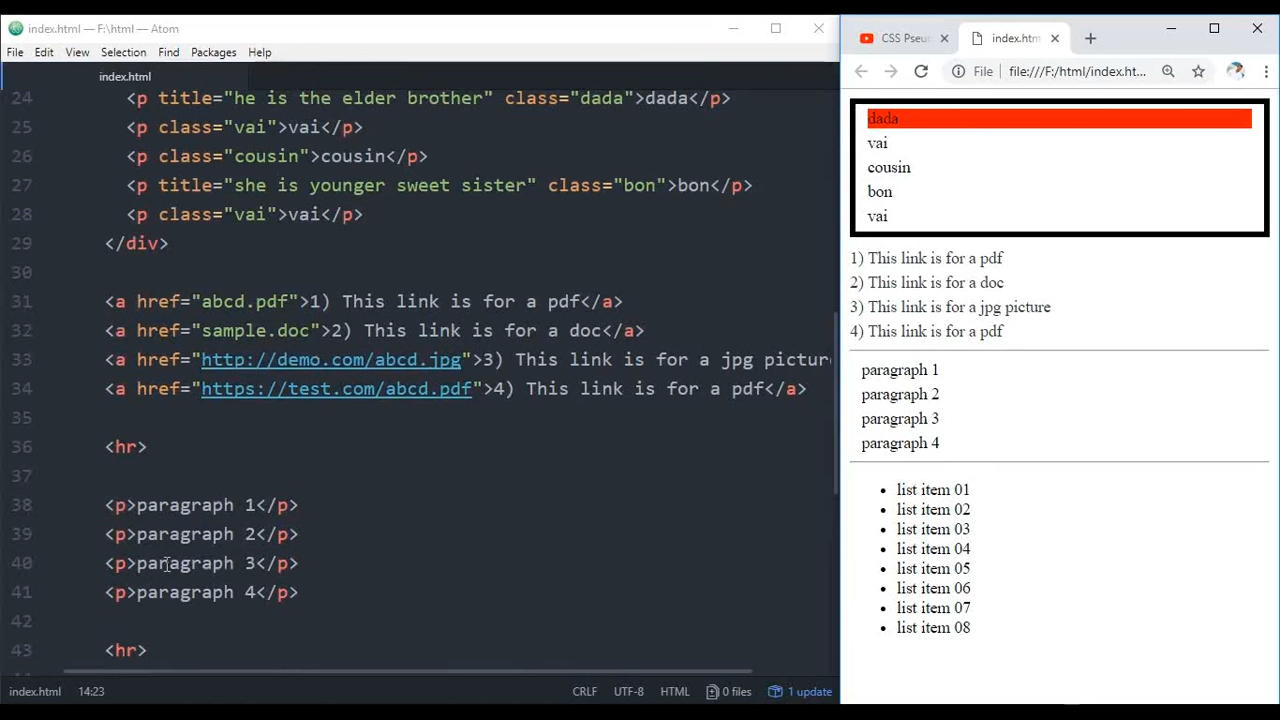 index.html — F:\html — Atom
File Edit View Selection Find Packages Help
index.html
24 <p title="he is the elder brother" class="dada">dada</p>
25 <p class="vai">vai</p>
26 <p class="cousin">cousin</p>
27 <p title="she is younger sweet sister" class="bon">bon</p>
28 <p class="vai">vai</p>
29 </div>
30
31 <a href="abcd.pdf">1) This link is for a pdf</a>
32 <a href="sample.doc">2) This link is for a doc</a>
33 <a href="http://demo.com/abcd.jpg">3) This link is for a jpg picture
34 <a href="https://test.com/abcd.pdf">4) This link is for a pdf</a>
35
36 <hr>
37
38 <p>paragraph 1</p>
39 <p>paragraph 2</p>
40 <p>paragraph 3</p>
41 <p>paragraph 4</p>
42
43 <hr>
index.html 14:23 CRLF UTF-8 HTML 0 files 1 update
CSS Pseu index.htm
File file:///F:/html/index.ht...
dada
vai
cousin
bon
vai
1) This link is for a pdf
2) This link is for a doc
3) This link is for a jpg picture
4) This link is for a pdf
paragraph 1
paragraph 2
paragraph 3
paragraph 4
• list item 01
• list item 02
• list item 03
• list item 04
• list item 05
• list item 06
• list item 07
• list item 08